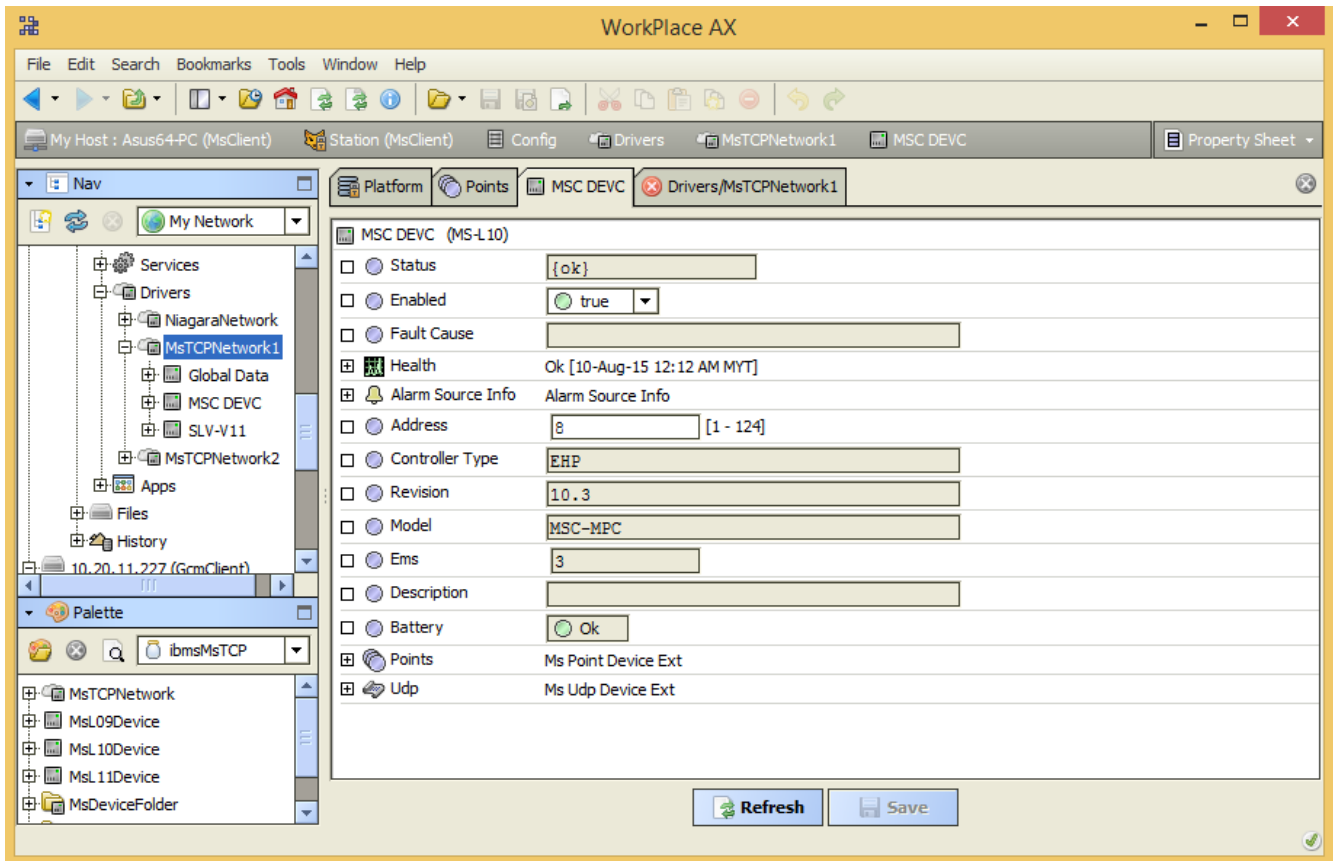 WorkPlace AX
File Edit Search Bookmarks Tools Window Help
My Host : Asus64-PC (MsClient) Station (MsClient) Config Drivers MsTCPNetwork1 MSC DEVC Property Sheet
Nav
My Network
Services
Drivers
NiagaraNetwork
MsTCPNetwork1
Global Data
MSC DEVC
SLV-V11
MsTCPNetwork2
Apps
Files
History
10.20.11.227 (GcmClient)
Palette
ibmsMsTCP
MsTCPNetwork
MsL09Device
MsL10Device
MsL11Device
MsDeviceFolder
Platform Points MSC DEVC Drivers/MsTCPNetwork1
MSC DEVC (MS-L10)
Status {ok}
Enabled true
Fault Cause
Health Ok [10-Aug-15 12:12 AM MYT]
Alarm Source Info Alarm Source Info
Address 8 [1 - 124]
Controller Type EHP
Revision 10.3
Model MSC-MPC
Ems 3
Description
Battery Ok
Points Ms Point Device Ext
Udp Ms Udp Device Ext
Refresh Save